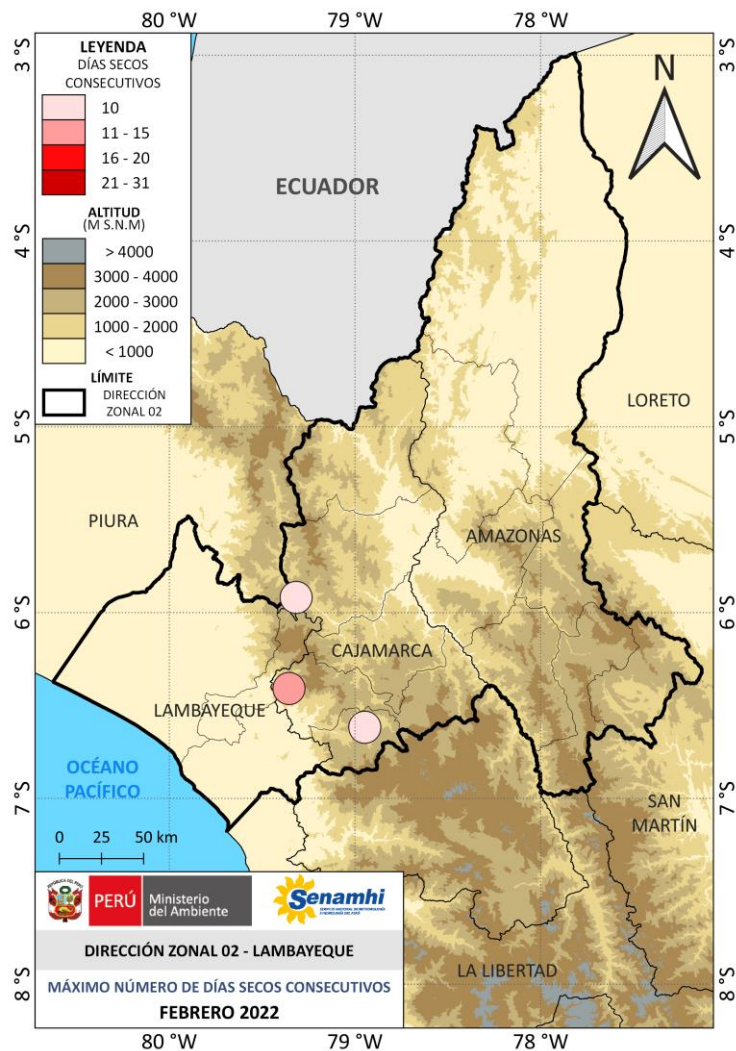 80 °W 79 °W 78 °W
LEYENDA
DÍAS SECOS
CONSECUTIVOS
10
11 - 15
16 - 20
21 - 31
ALTITUD
(M S.N.M)
> 4000
3000 - 4000
2000 - 3000
1000 - 2000
< 1000
LÍMITE
DIRECCIÓN
ZONAL 02
N
3°S 3°S
ECUADOR
4°S 4°S
LORETO
5°S 5°S
PIURA
AMAZONAS
6°S 6°S
CAJAMARCA
LAMBAYEQUE
OCÉANO
PACÍFICO
7°S 7°S
SAN
MARTÍN
0 25 50 km
PERÚ
Ministerio
del Ambiente
Senamhi
DIRECCIÓN ZONAL 02 - LAMBAYEQUE
LA LIBERTAD
MÁXIMO NÚMERO DE DÍAS SECOS CONSECUTIVOS
8°S 8°S
FEBRERO 2022
80 °W 79 °W 78 °W